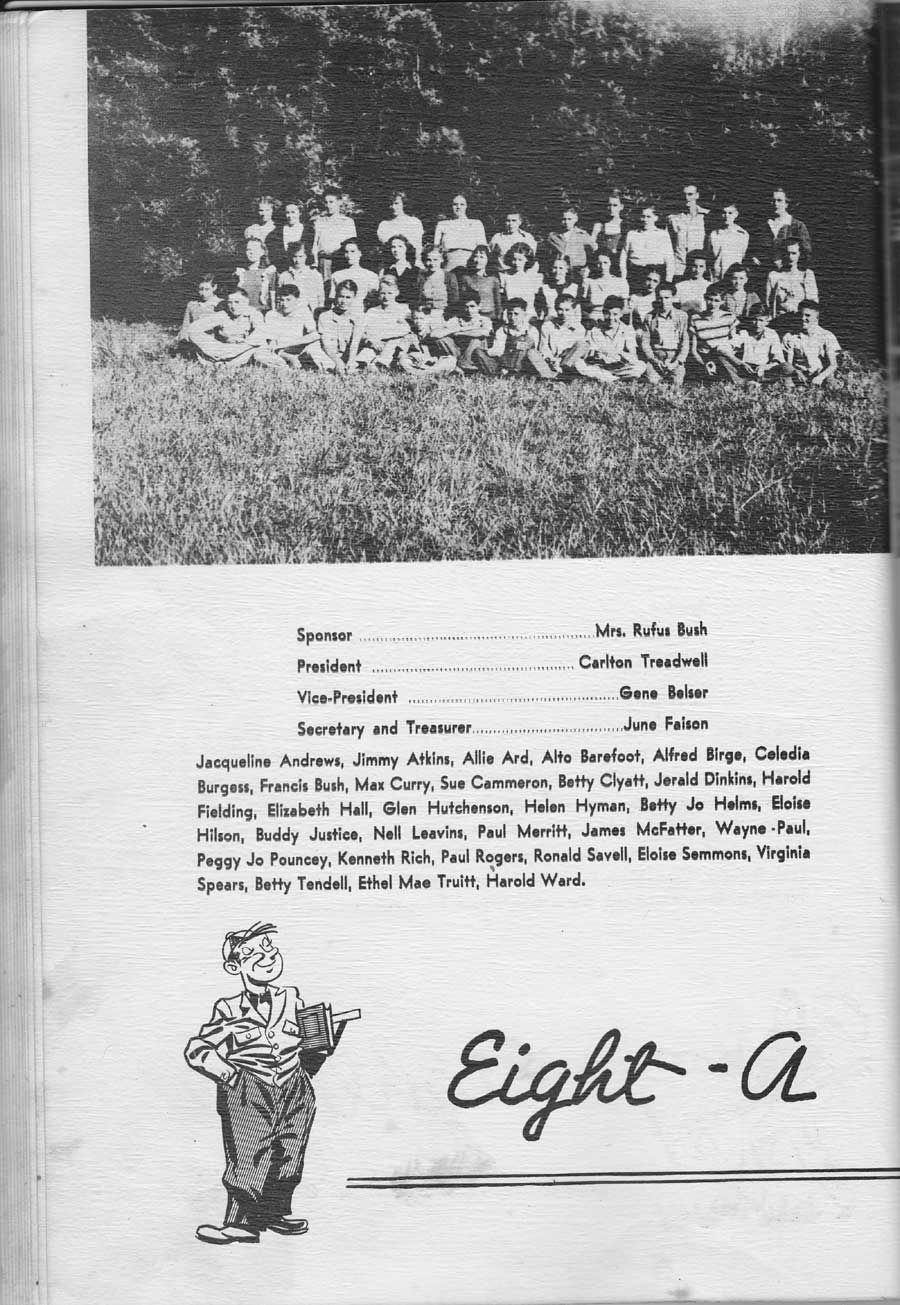 Sponsor ........................................................Mrs. Rufus Bush
President ................................................ Carlton Treadwell
Vice-President ..................................................Gene Belser
Secretary and Treasurer....................................June Faison
Jacqueline Andrews, Jimmy Atkins, Allie Ard, Alto Barefoot, Alfred Birge, Celedia
Burgess, Francis Bush, Max Curry, Sue Cammeron, Betty Clyatt, Jerald Dinkins, Harold
Fielding, Elizabeth Hall, Glen Hutchenson, Helen Hyman, Betty Jo Helms, Eloise
Hilson, Buddy Justice, Nell Leavins, Paul Merritt, James McFatter, Wayne-Paul,
Peggy Jo Pouncey, Kenneth Rich, Paul Rogers, Ronald Savell, Eloise Semmons, Virginia
Spears, Betty Tendell, Ethel Mae Truitt, Harold Ward.
Eight-A